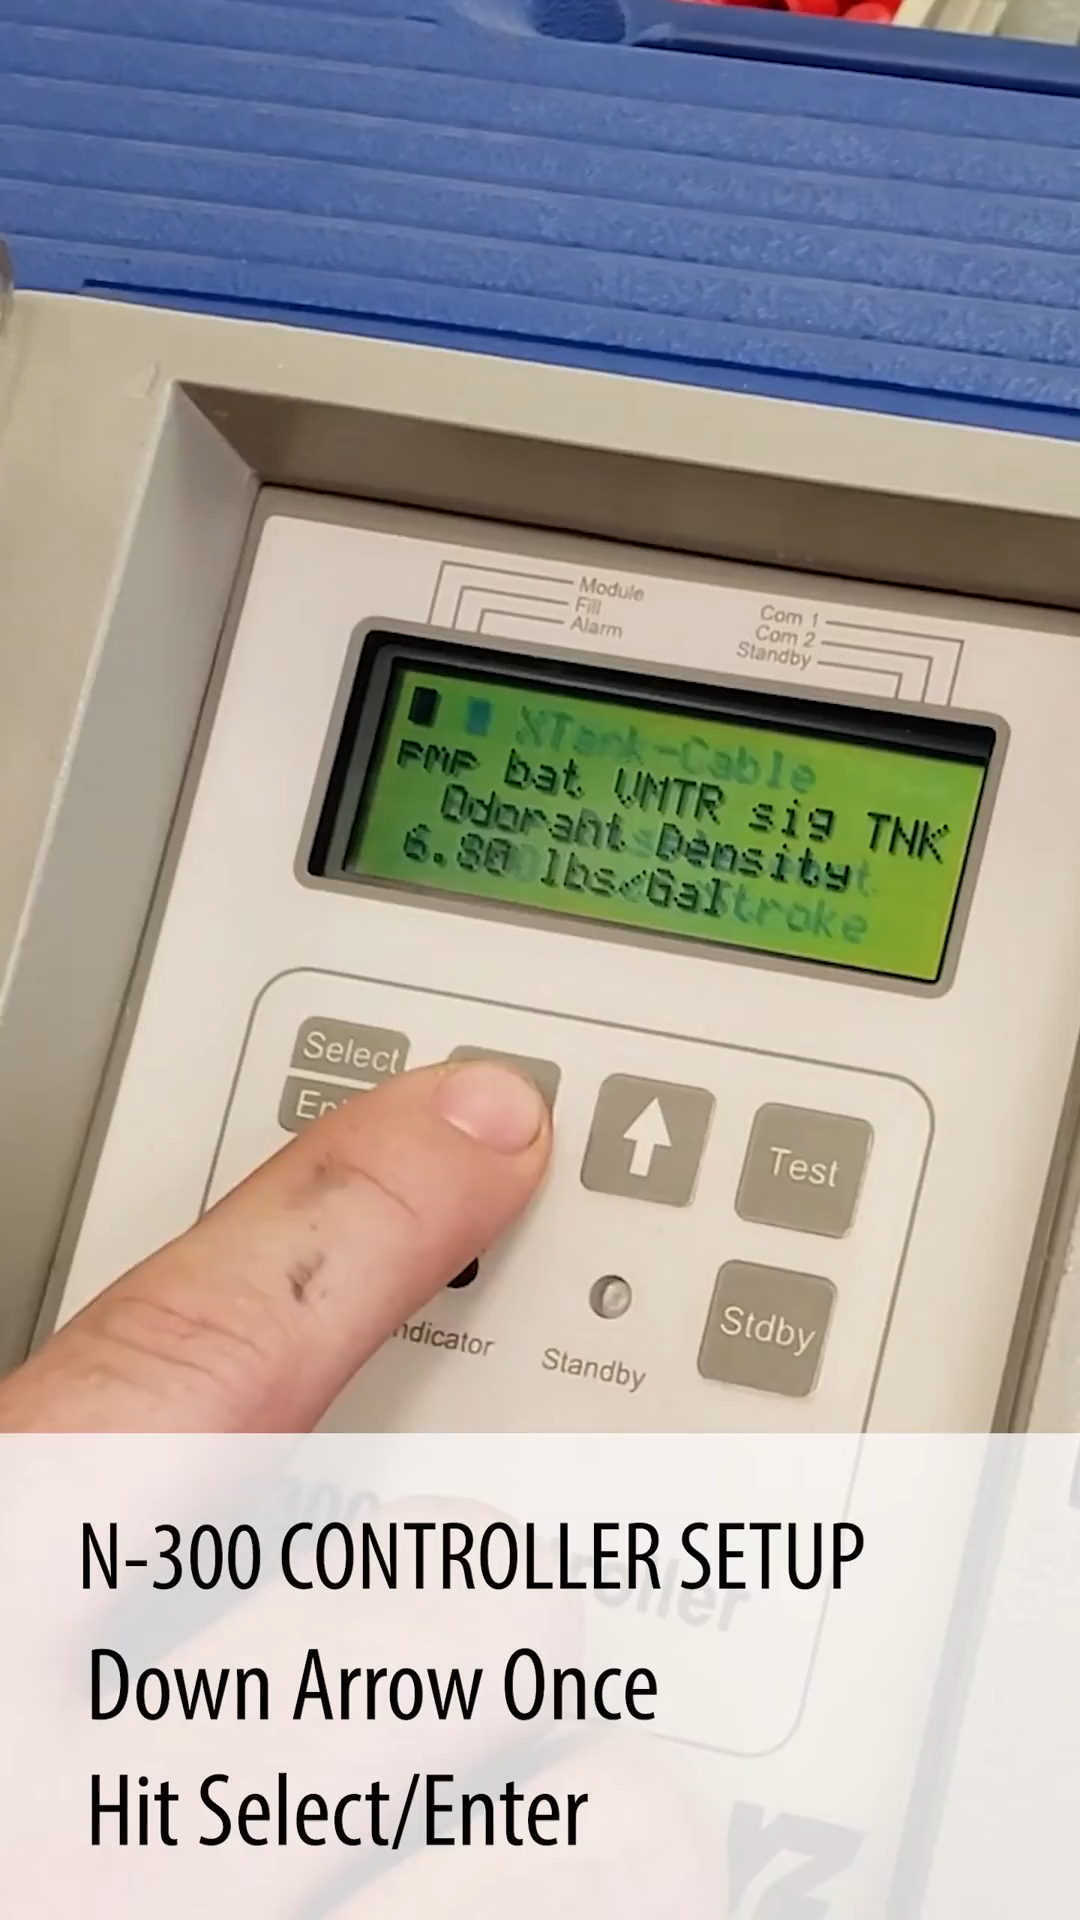 Module
Fill
Alarm
Com 1
Com 2
Standby
XTank-Cable
PMP bat VMTR sig TNK
Odorant Density
6.80 lbs/Gal
Select
Test
Stdby
Standby
N-300 CONTROLLER SETUP
Down Arrow Once
Hit Select/Enter